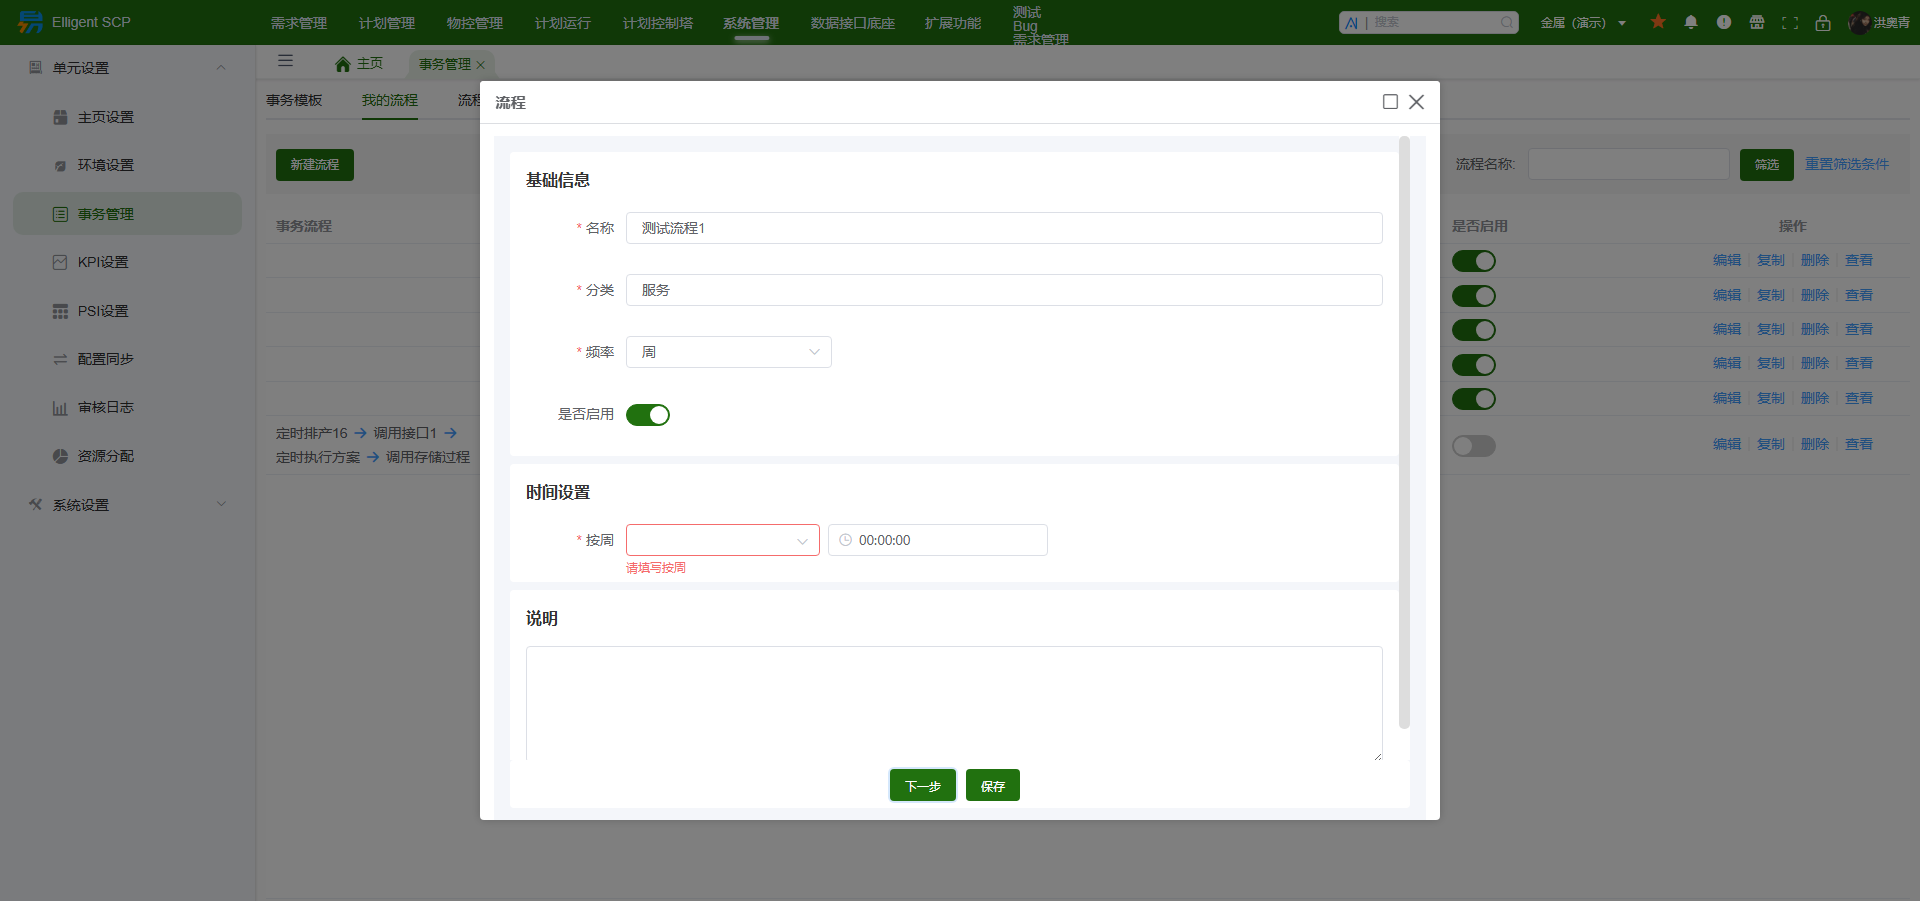 Elligent SCP
需求管理
计划管理
物控管理
计划运行
计划控制塔
系统管理
数据接口底座
扩展功能
测试
Bug
需求管理
AI | 搜索
金属（演示）
洪奥青
单元设置
主页设置
环境设置
事务管理
KPI设置
PSI设置
配置同步
审核日志
资源分配
系统设置
主页
事务管理
事务模板
我的流程
流程
新建流程
流程名称:
筛选
重置筛选条件
事务流程
是否启用
操作
编辑 复制 删除 查看
编辑 复制 删除 查看
编辑 复制 删除 查看
编辑 复制 删除 查看
编辑 复制 删除 查看
定时排产16 → 调用接口1 →
定时执行方案 → 调用存储过程
编辑 复制 删除 查看
流程
基础信息
* 名称 测试流程1
* 分类 服务
* 频率 周
是否启用
时间设置
* 按周 00:00:00
请填写按周
说明
下一步
保存